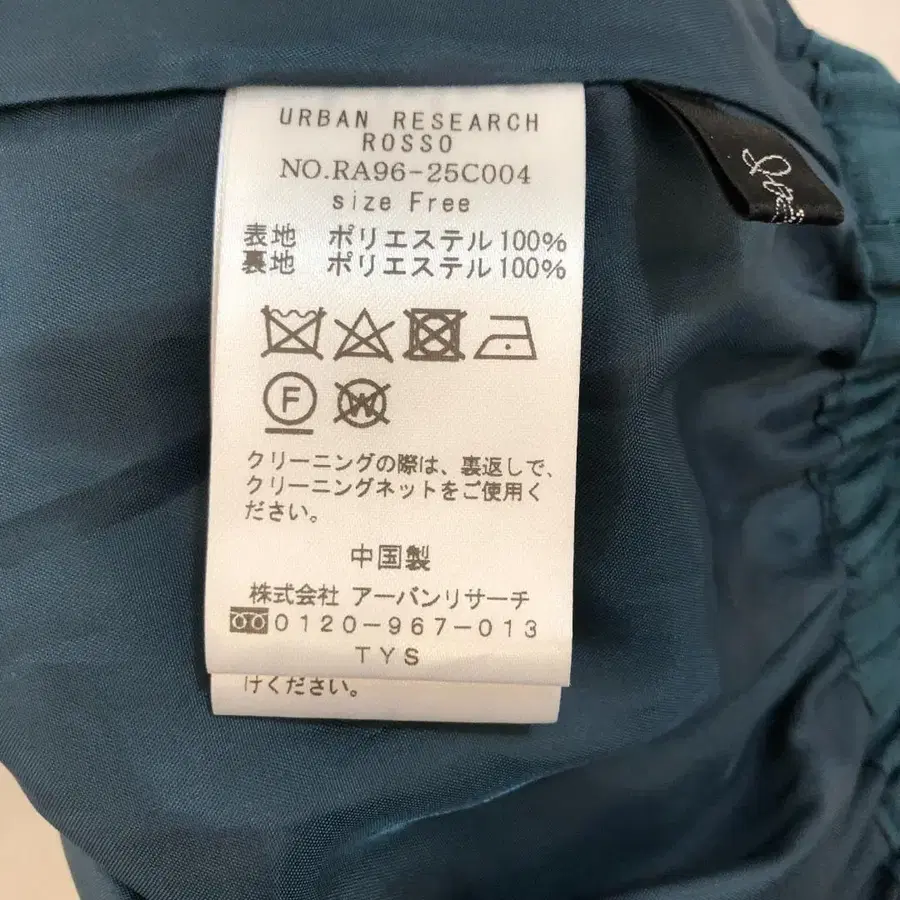 URBAN RESEARCH
ROSSO
NO.RA96-25C004
size Free
表地 ポリエステル100%
裏地 ポリエステル100%
F
W
クリーニングの際は、裏返しで、
クリーニングネットをご使用く
ださい。
中国製
株式会社 アーバンリサーチ
0120-967-013
TYS
けください。